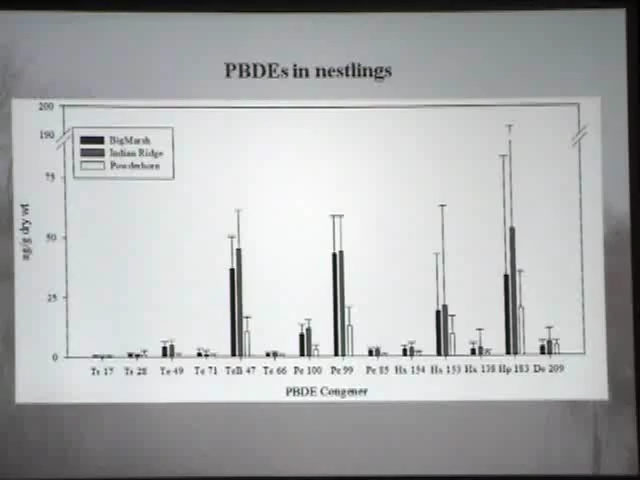 PBDEs in nestlings
200
190
75
50
25
0
ng/g dry wt
BigMarsh
Indian Ridge
Powderhorn
Tr 17 Tr 28 Te 49 Te 71 TeB 47 Te 66 Pe 100 Pe 99 Pe 85 Hx 154 Hx 153 Hx 138 Hp 183 De 209
PBDE Congener